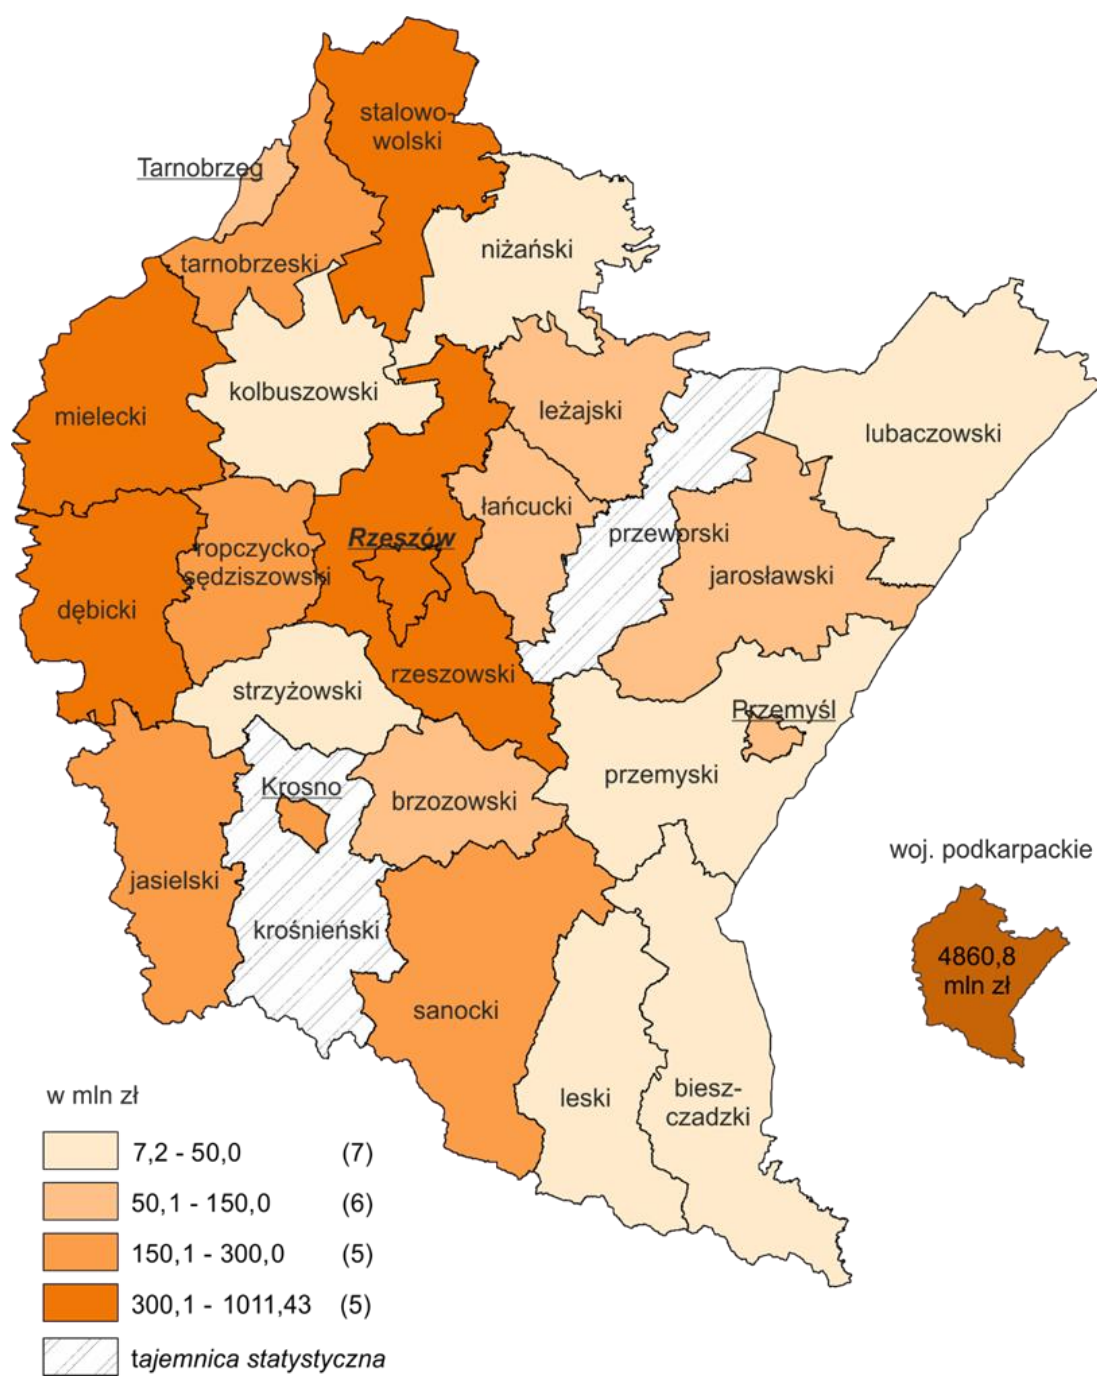 stalowo-
wolski
Tarnobrzeg
niżański
tarnobrzeski
kolbuszowski
mielecki
leżajski
lubaczowski
łańcucki
Rzeszów
przeworski
ropczycko-
sędziszowski
jarosławski
dębicki
rzeszowski
strzyżowski
Przemyśl
przemyski
Krosno
brzozowski
woj. podkarpackie
jasielski
krośnieński
4860,8
mln zł
sanocki
leski
biesz-
czadzki
w mln zł
7,2 - 50,0 (7)
50,1 - 150,0 (6)
150,1 - 300,0 (5)
300,1 - 1011,43 (5)
tajemnica statystyczna